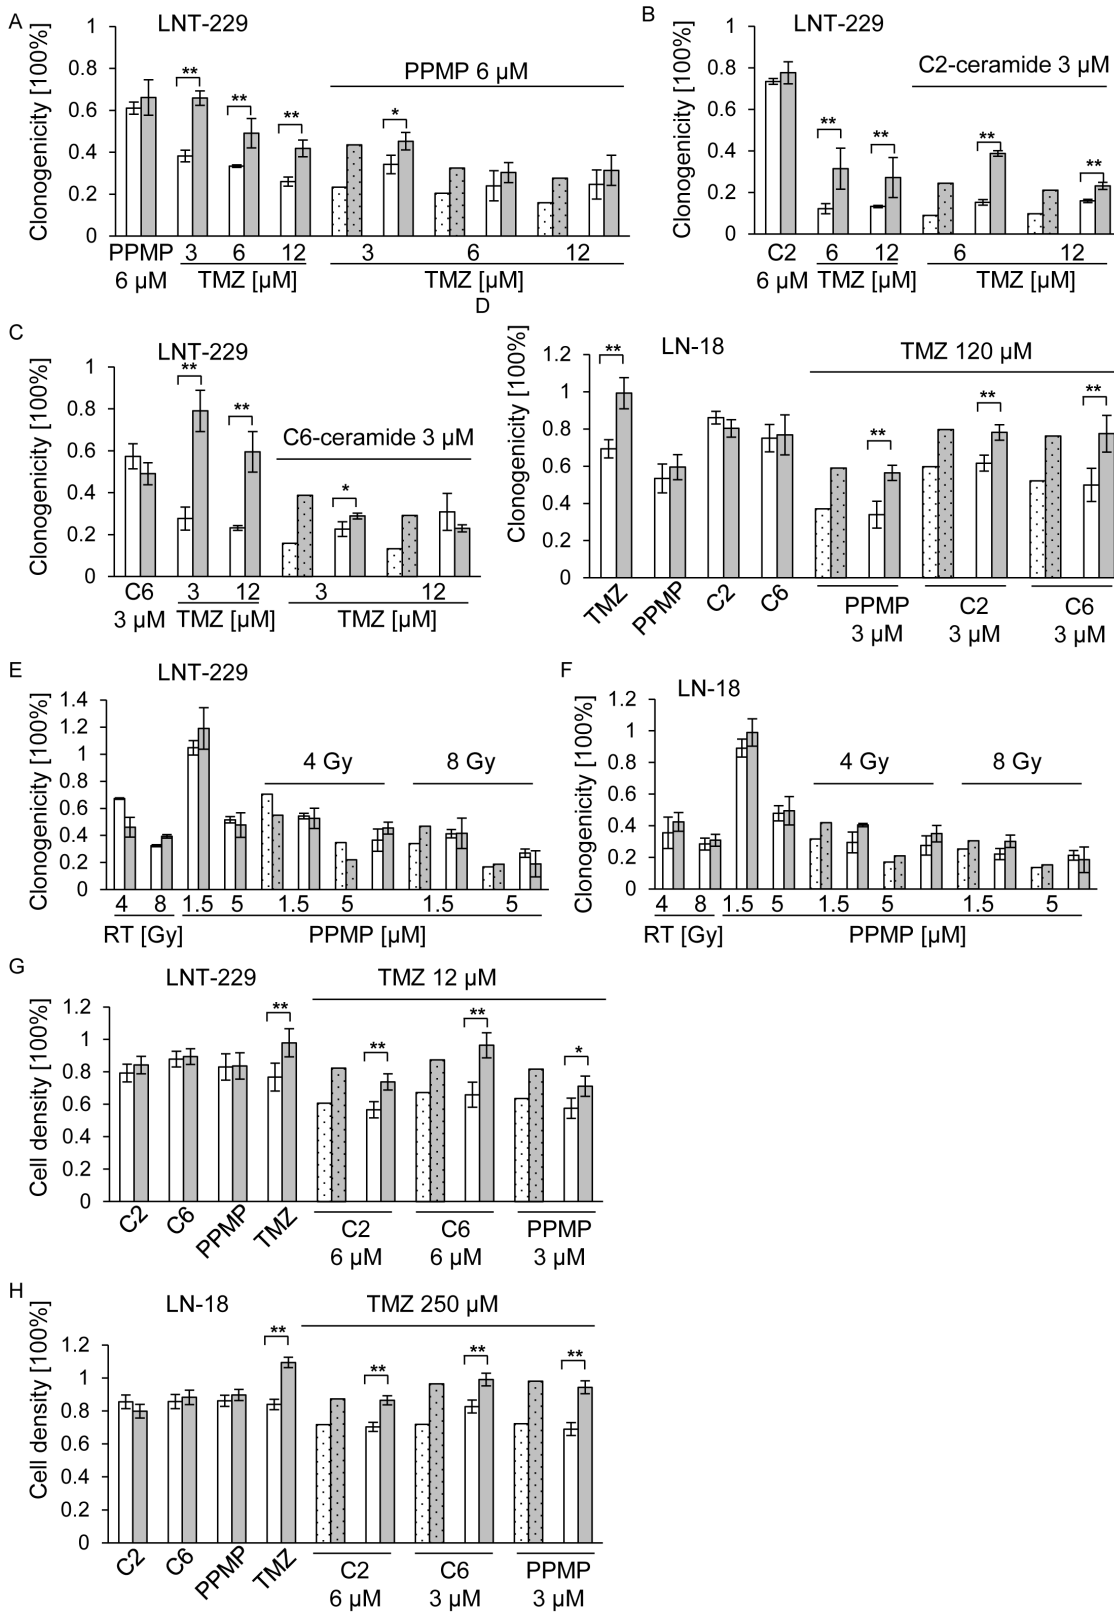 A
LNT-229
Clonogenicity [100%]
1
0.8
0.6
0.4
0.2
0
** ** ** *
PPMP 6 µM
PPMP 3 6 12 3 6 12
6 µM TMZ [µM] TMZ [µM]
B
LNT-229
Clonogenicity [100%]
1
0.8
0.6
0.4
0.2
0
C2-ceramide 3 µM
** ** ** **
C2 6 12 6 12
6 µM TMZ [µM] TMZ [µM]
C
LNT-229
Clonogenicity [100%]
1
0.8
0.6
0.4
0.2
0
** ** *
C6-ceramide 3 µM
C6 3 12 3 12
3 µM TMZ [µM] TMZ [µM]
D
LN-18
Clonogenicity [100%]
1.2
1
0.8
0.6
0.4
0.2
0
TMZ 120 µM
** ** ** **
TMZ PPMP C2 C6 PPMP C2 C6
3 µM 3 µM 3 µM
E
LNT-229
Clonogenicity [100%]
1.4
1.2
1
0.8
0.6
0.4
0.2
0
4 Gy 8 Gy
4 8 1.5 5 1.5 5 1.5 5
RT [Gy] PPMP [µM]
F
LN-18
Clonogenicity [100%]
1.2
1
0.8
0.6
0.4
0.2
0
4 Gy 8 Gy
4 8 1.5 5 1.5 5 1.5 5
RT [Gy] PPMP [µM]
G
LNT-229
Cell density [100%]
1.2
1
0.8
0.6
0.4
0.2
0
TMZ 12 µM
** ** ** *
C2 C6 PPMP TMZ C2 C6 PPMP
6 µM 6 µM 3 µM
H
LN-18
Cell density [100%]
1.2
1
0.8
0.6
0.4
0.2
0
TMZ 250 µM
** ** ** **
C2 C6 PPMP TMZ C2 C6 PPMP
6 µM 3 µM 3 µM